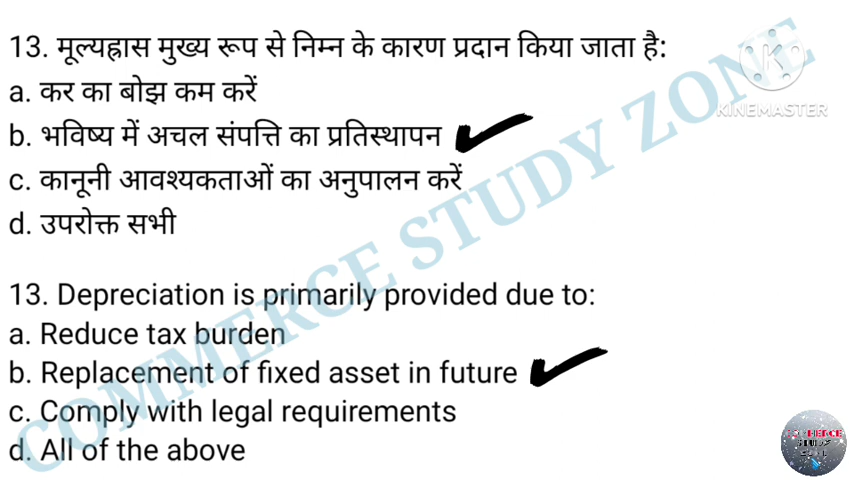 13. मूल्यह्रास मुख्य रूप से निम्न के कारण प्रदान किया जाता है:
a. कर का बोझ कम करें
b. भविष्य में अचल संपत्ति का प्रतिस्थापन
c. कानूनी आवश्यकताओं का अनुपालन करें
d. उपरोक्त सभी
13. Depreciation is primarily provided due to:
a. Reduce tax burden
b. Replacement of fixed asset in future
c. Comply with legal requirements
d. All of the above
COMMERCE STUDY ZONE
K
KINEMASTER